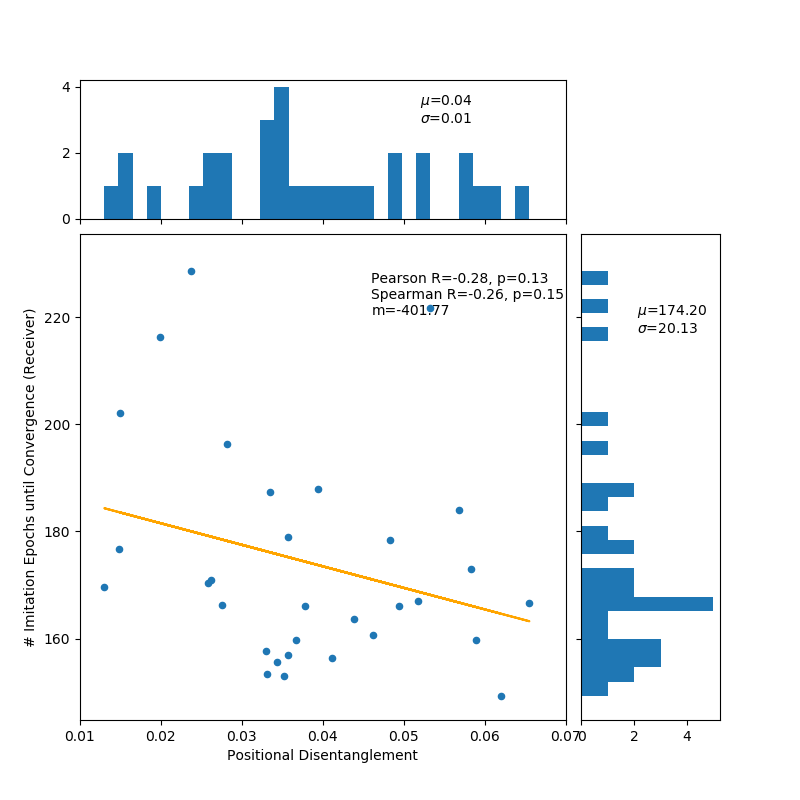 4
2
0
μ=0.04
σ=0.01
Pearson R=-0.28, p=0.13
Spearman R=-0.26, p=0.15
m=-401.77
μ=174.20
σ=20.13
# Imitation Epochs until Convergence (Receiver)
220
200
180
160
0.01 0.02 0.03 0.04 0.05 0.06 0.07
0 2 4
Positional Disentanglement